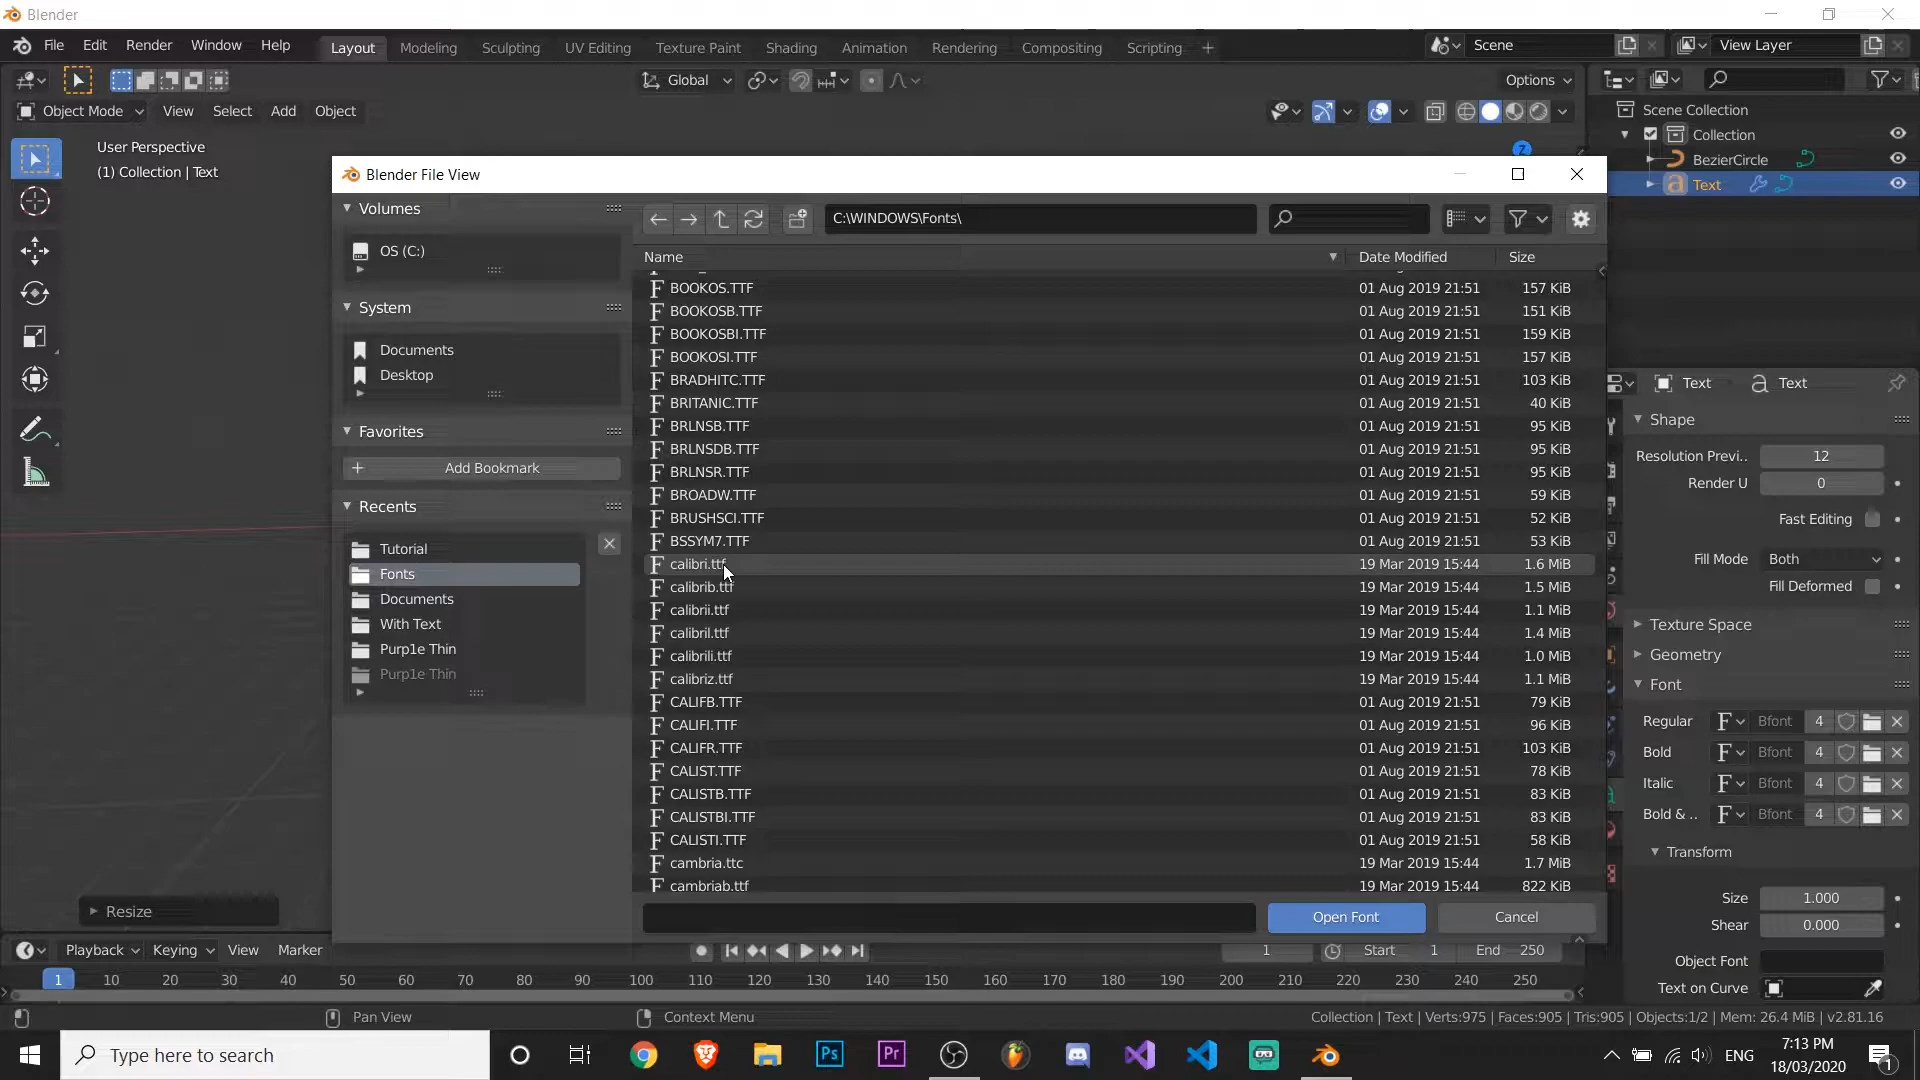 Blender
File Edit Render Window Help
Layout Modeling Sculpting UV Editing Texture Paint Shading Animation Rendering Compositing Scripting +
Scene
View Layer
Global
Options
Object Mode View Select Add Object
User Perspective
(1) Collection | Text
Z
Scene Collection
Collection
BezierCircle
Text
Blender File View
Volumes
OS (C:)
System
Documents
Desktop
Favorites
Add Bookmark
Recents
Tutorial
Fonts
Documents
With Text
Purp1e Thin
Purp1e Thin
C:\WINDOWS\Fonts\
Name Date Modified Size
BOOKOS.TTF 01 Aug 2019 21:51 157 KiB
BOOKOSB.TTF 01 Aug 2019 21:51 151 KiB
BOOKOSBI.TTF 01 Aug 2019 21:51 159 KiB
BOOKOSI.TTF 01 Aug 2019 21:51 157 KiB
BRADHITC.TTF 01 Aug 2019 21:51 103 KiB
BRITANIC.TTF 01 Aug 2019 21:51 40 KiB
BRLNSB.TTF 01 Aug 2019 21:51 95 KiB
BRLNSDB.TTF 01 Aug 2019 21:51 95 KiB
BRLNSR.TTF 01 Aug 2019 21:51 95 KiB
BROADW.TTF 01 Aug 2019 21:51 59 KiB
BRUSHSCI.TTF 01 Aug 2019 21:51 52 KiB
BSSYM7.TTF 01 Aug 2019 21:51 53 KiB
calibri.ttf 19 Mar 2019 15:44 1.6 MiB
calibrib.ttf 19 Mar 2019 15:44 1.5 MiB
calibrii.ttf 19 Mar 2019 15:44 1.1 MiB
calibril.ttf 19 Mar 2019 15:44 1.4 MiB
calibrili.ttf 19 Mar 2019 15:44 1.0 MiB
calibriz.ttf 19 Mar 2019 15:44 1.1 MiB
CALIFB.TTF 01 Aug 2019 21:51 79 KiB
CALIFI.TTF 01 Aug 2019 21:51 96 KiB
CALIFR.TTF 01 Aug 2019 21:51 103 KiB
CALIST.TTF 01 Aug 2019 21:51 78 KiB
CALISTB.TTF 01 Aug 2019 21:51 83 KiB
CALISTBI.TTF 01 Aug 2019 21:51 83 KiB
CALISTI.TTF 01 Aug 2019 21:51 58 KiB
cambria.ttc 19 Mar 2019 15:44 1.7 MiB
cambriab.ttf 19 Mar 2019 15:44 822 KiB
Open Font Cancel
Text Text
Shape
Resolution Previ.. 12
Render U 0
Fast Editing
Fill Mode Both
Fill Deformed
Texture Space
Geometry
Font
Regular Bfont 4
Bold Bfont 4
Italic Bfont 4
Bold & .. Bfont 4
Transform
Size 1.000
Shear 0.000
Object Font
Text on Curve
Resize
Playback Keying View Marker
1 Start 1 End 250
1 10 20 30 40 50 60 70 80 90 100 110 120 130 140 150 160 170 180 190 200 210 220 230 240 250
Pan View Context Menu
Collection | Text | Verts:975 | Faces:905 | Tris:905 | Objects:1/2 | Mem: 26.4 MiB | v2.81.16
Type here to search
Ps Pr
ENG
7:13 PM
18/03/2020
1